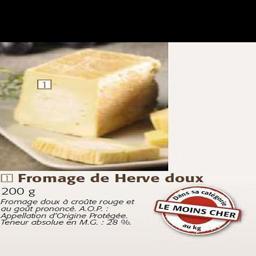 1
1 Fromage de Herve doux
200 g
Fromage doux à croûte rouge et
au goût prononcé. A.O.P. :
Appellation d'Origine Protégée.
Teneur absolue en M.G. : 28 %.
Dans sa catégorie
LE MOINS CHER
au kg